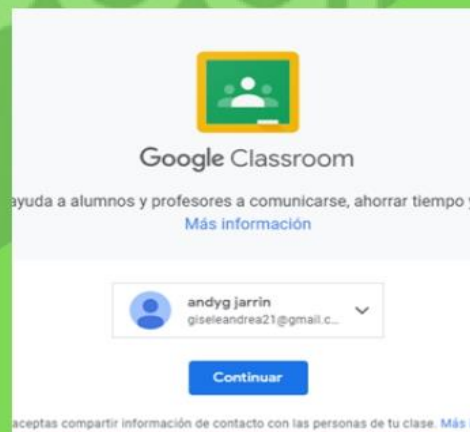 Google Classroom
ayuda a alumnos y profesores a comunicarse, ahorrar tiempo y
Más información
andyg jarrin
giseleandrea21@gmail.c...
Continuar
aceptas compartir información de contacto con las personas de tu clase. Más